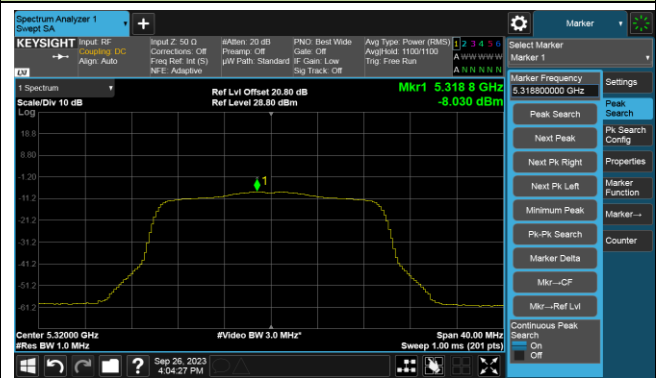 Spectrum Analyzer 1
Swept SA
Marker
KEYSIGHT
Input: RF
Coupling: DC
Align: Auto
Input Z: 50 Ω
Corrections: Off
Freq Ref: Int (S)
NFE: Adaptive
#Atten: 20 dB
Preamp: Off
µW Path: Standard
PNO: Best Wide
Gate: Off
IF Gain: Low
Sig Track: Off
Avg Type: Power (RMS)
Avg|Hold: 1100/1100
Trig: Free Run
1 2 3 4 5 6
A W W W W W
A N N N N N
LXI
Select Marker
Marker 1
1 Spectrum
Scale/Div 10 dB
Log
Ref Lvl Offset 20.80 dB
Ref Level 28.80 dBm
Mkr1 5.318 8 GHz
-8.030 dBm
18.8
8.80
-1.20
-11.2
-21.2
-31.2
-41.2
-51.2
-61.2
1
Center 5.32000 GHz
#Res BW 1.0 MHz
#Video BW 3.0 MHz*
Span 40.00 MHz
Sweep 1.00 ms (201 pts)
Marker Frequency
5.318800000 GHz
Peak Search
Next Peak
Next Pk Right
Next Pk Left
Minimum Peak
Pk-Pk Search
Marker Delta
Mkr→CF
Mkr→Ref Lvl
Continuous Peak
Search
On
Off
Settings
Peak
Search
Pk Search
Config
Properties
Marker
Function
Marker→
Counter
?
Sep 26, 2023
4:04:27 PM